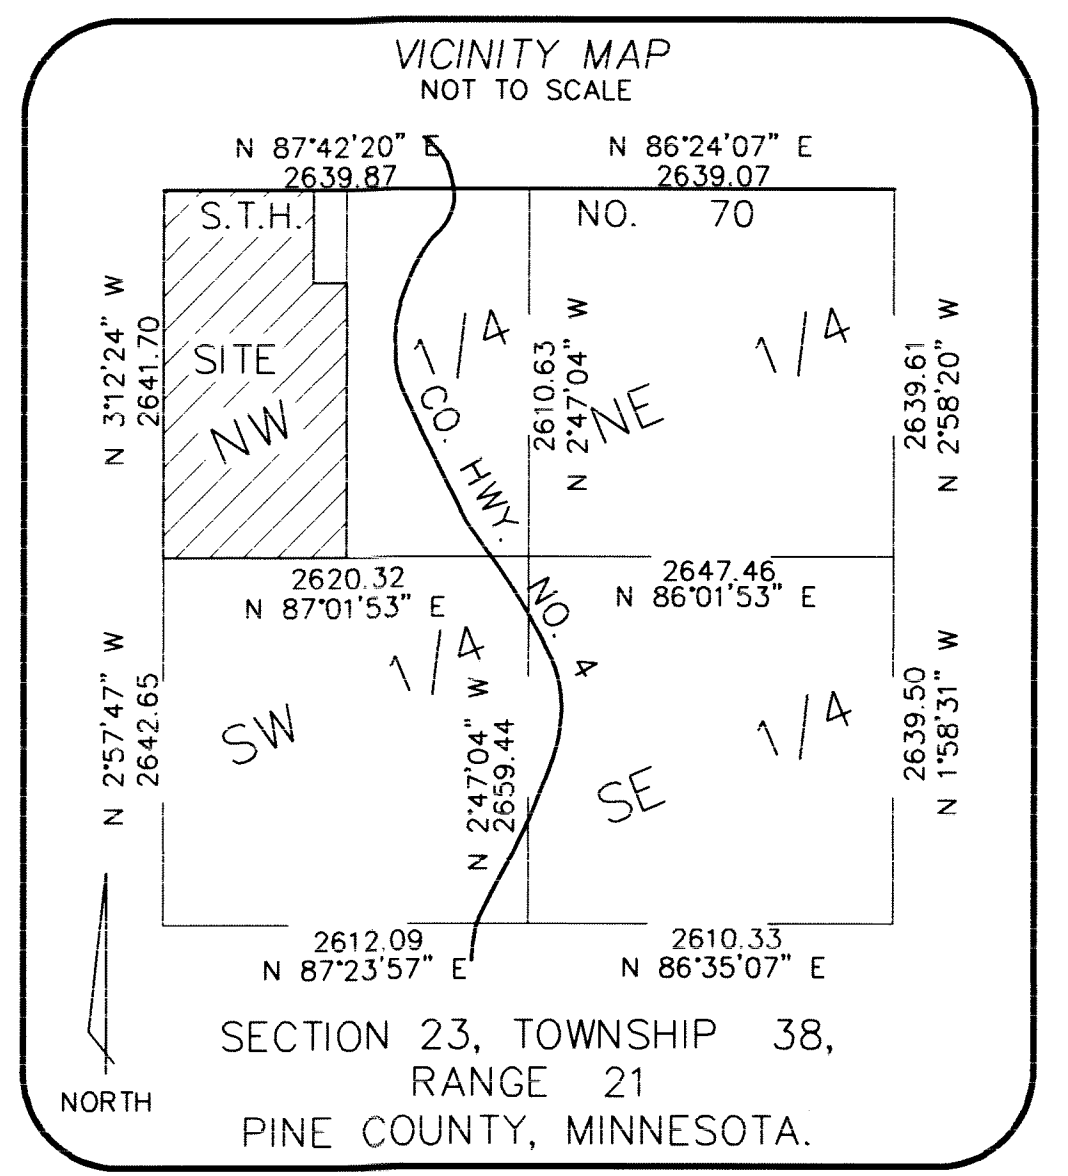 VICINITY MAP
NOT TO SCALE
N 87°42'20" E
2639.87
N 86°24'07" E
2639.07
S.T.H.
NO. 70
N 3°12'24" W
2641.70
SITE
NW
1/4
CO. HWY. NO. 4
2610.63
N 2°47'04" W
NE
1/4
2639.61
N 2°58'20" W
2620.32
N 87°01'53" E
2647.46
N 86°01'53" E
N 2°57'47" W
2642.65
SW
1/4
N 2°47'04" W
2659.44
SE
1/4
2639.50
N 1°58'31" W
2612.09
N 87°23'57" E
2610.33
N 86°35'07" E
NORTH
SECTION 23, TOWNSHIP 38,
RANGE 21
PINE COUNTY, MINNESOTA.